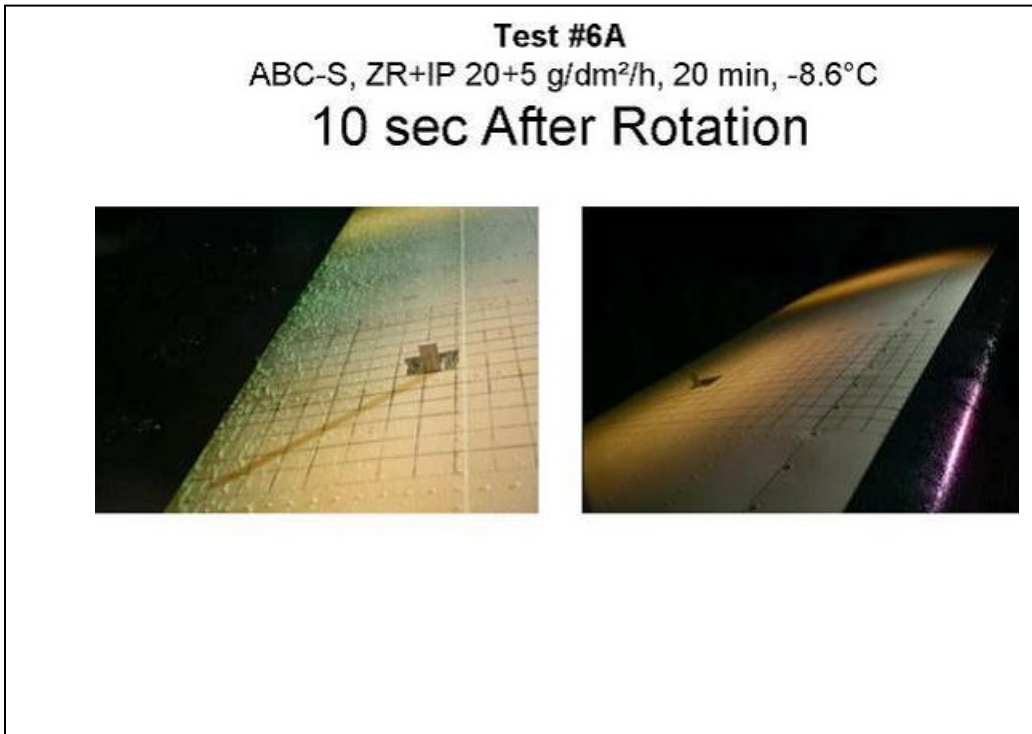 Test #6A
ABC-S, ZR+IP 20+5 g/dm²/h, 20 min, -8.6°C
10 sec After Rotation